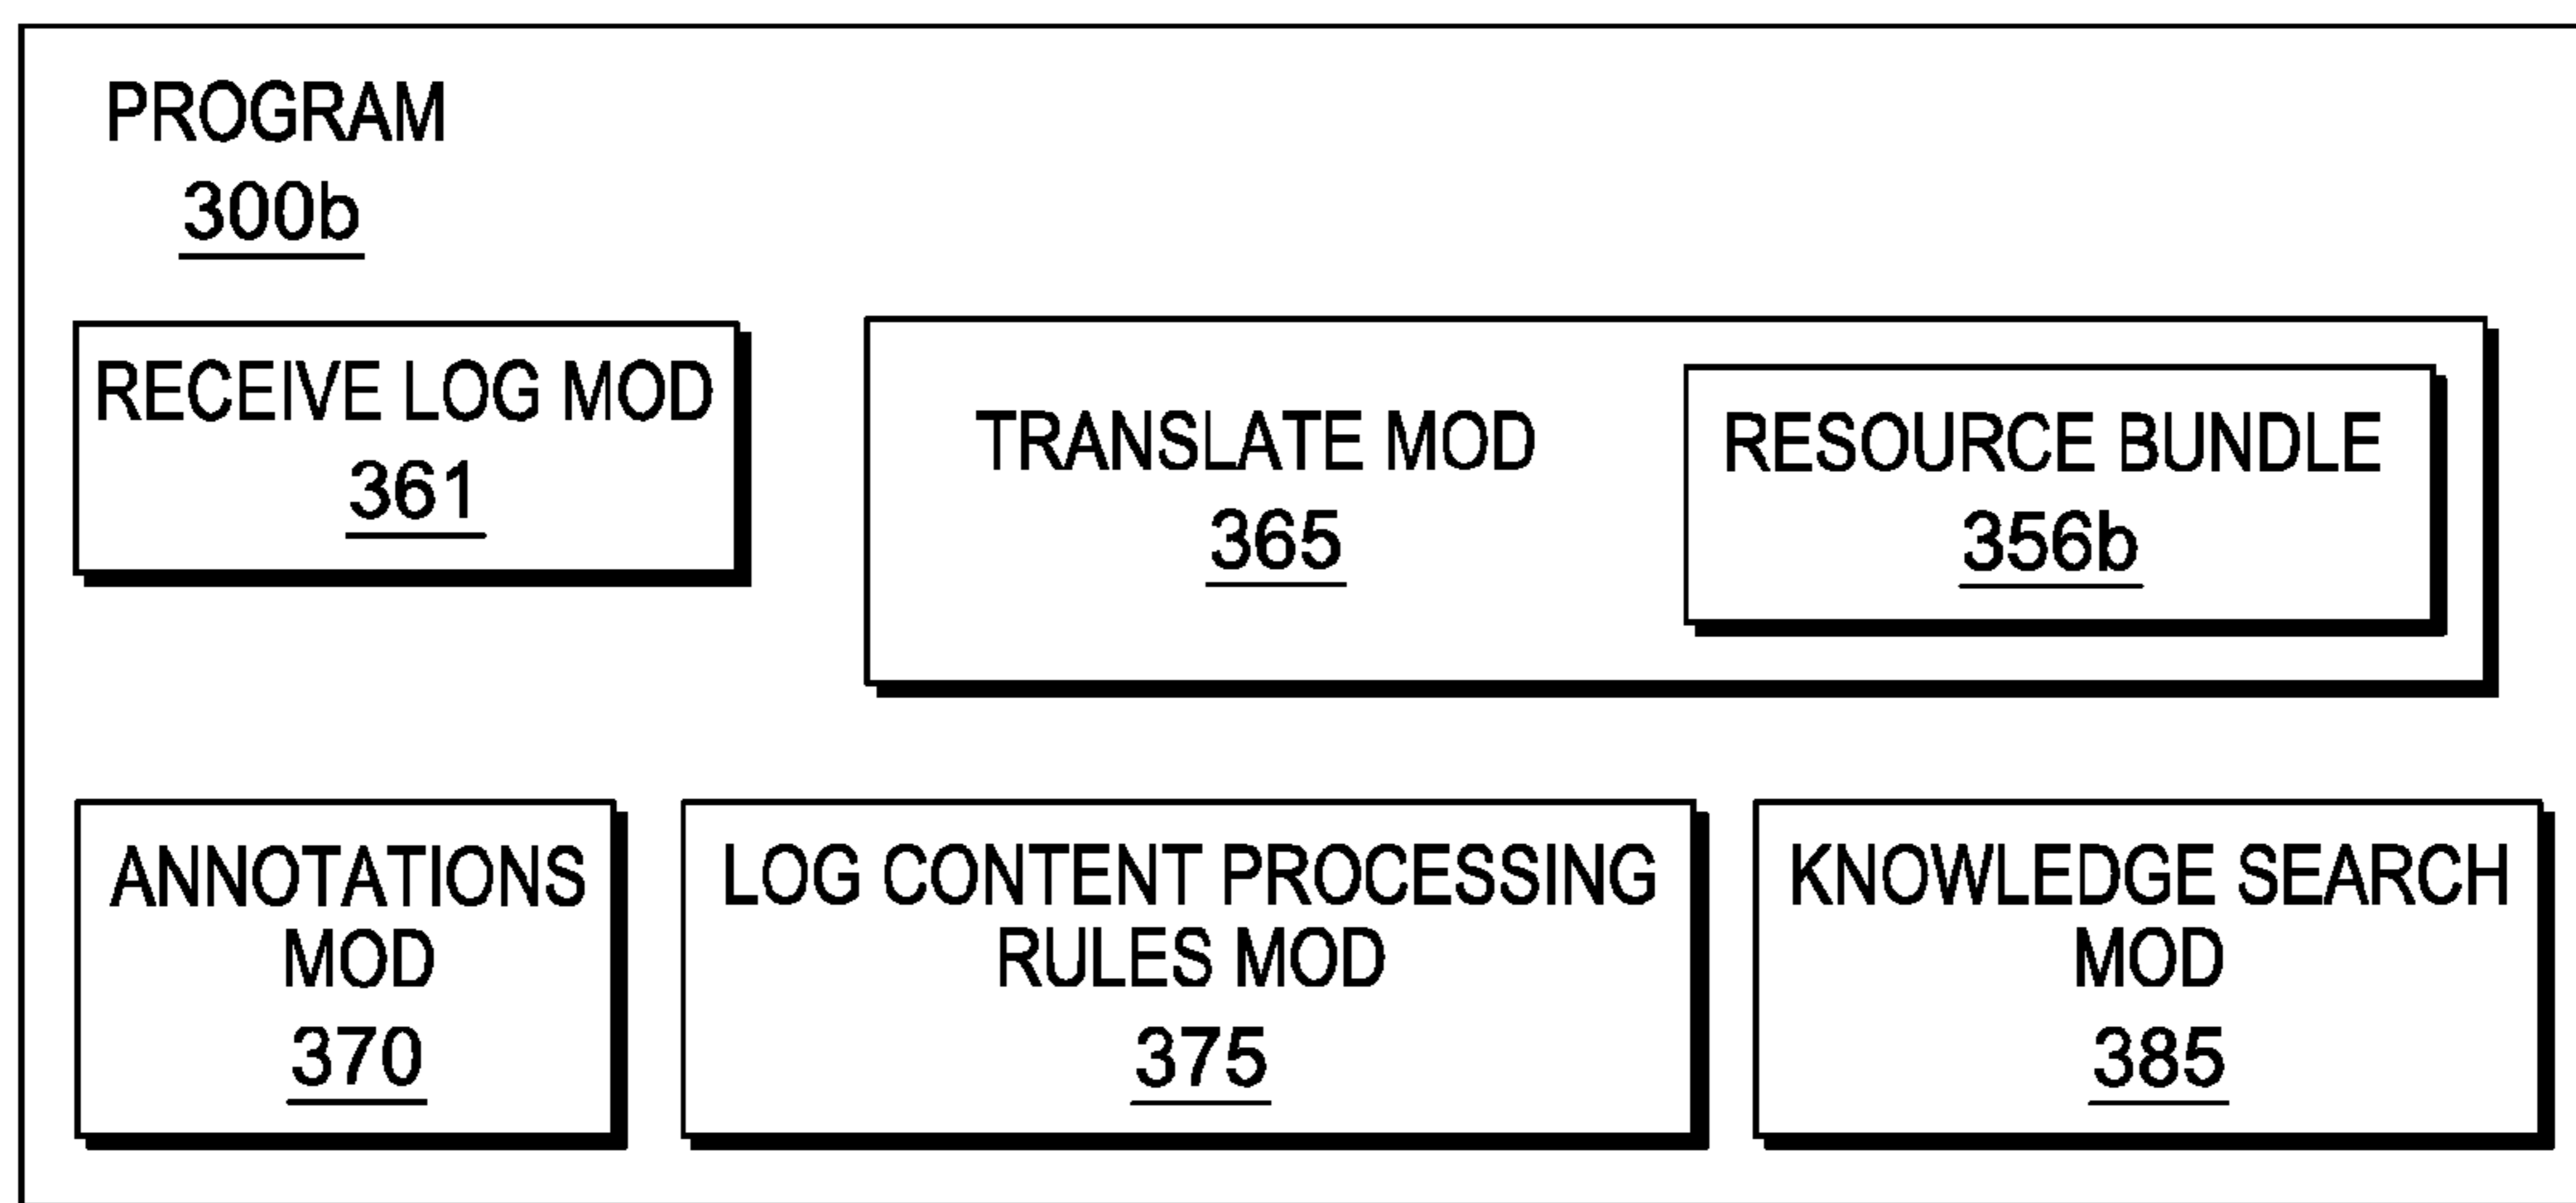 PROGRAM
300b
RECEIVE LOG MOD
361
TRANSLATE MOD
365
RESOURCE BUNDLE
356b
ANNOTATIONS
MOD
370
LOG CONTENT PROCESSING
RULES MOD
375
KNOWLEDGE SEARCH
MOD
385